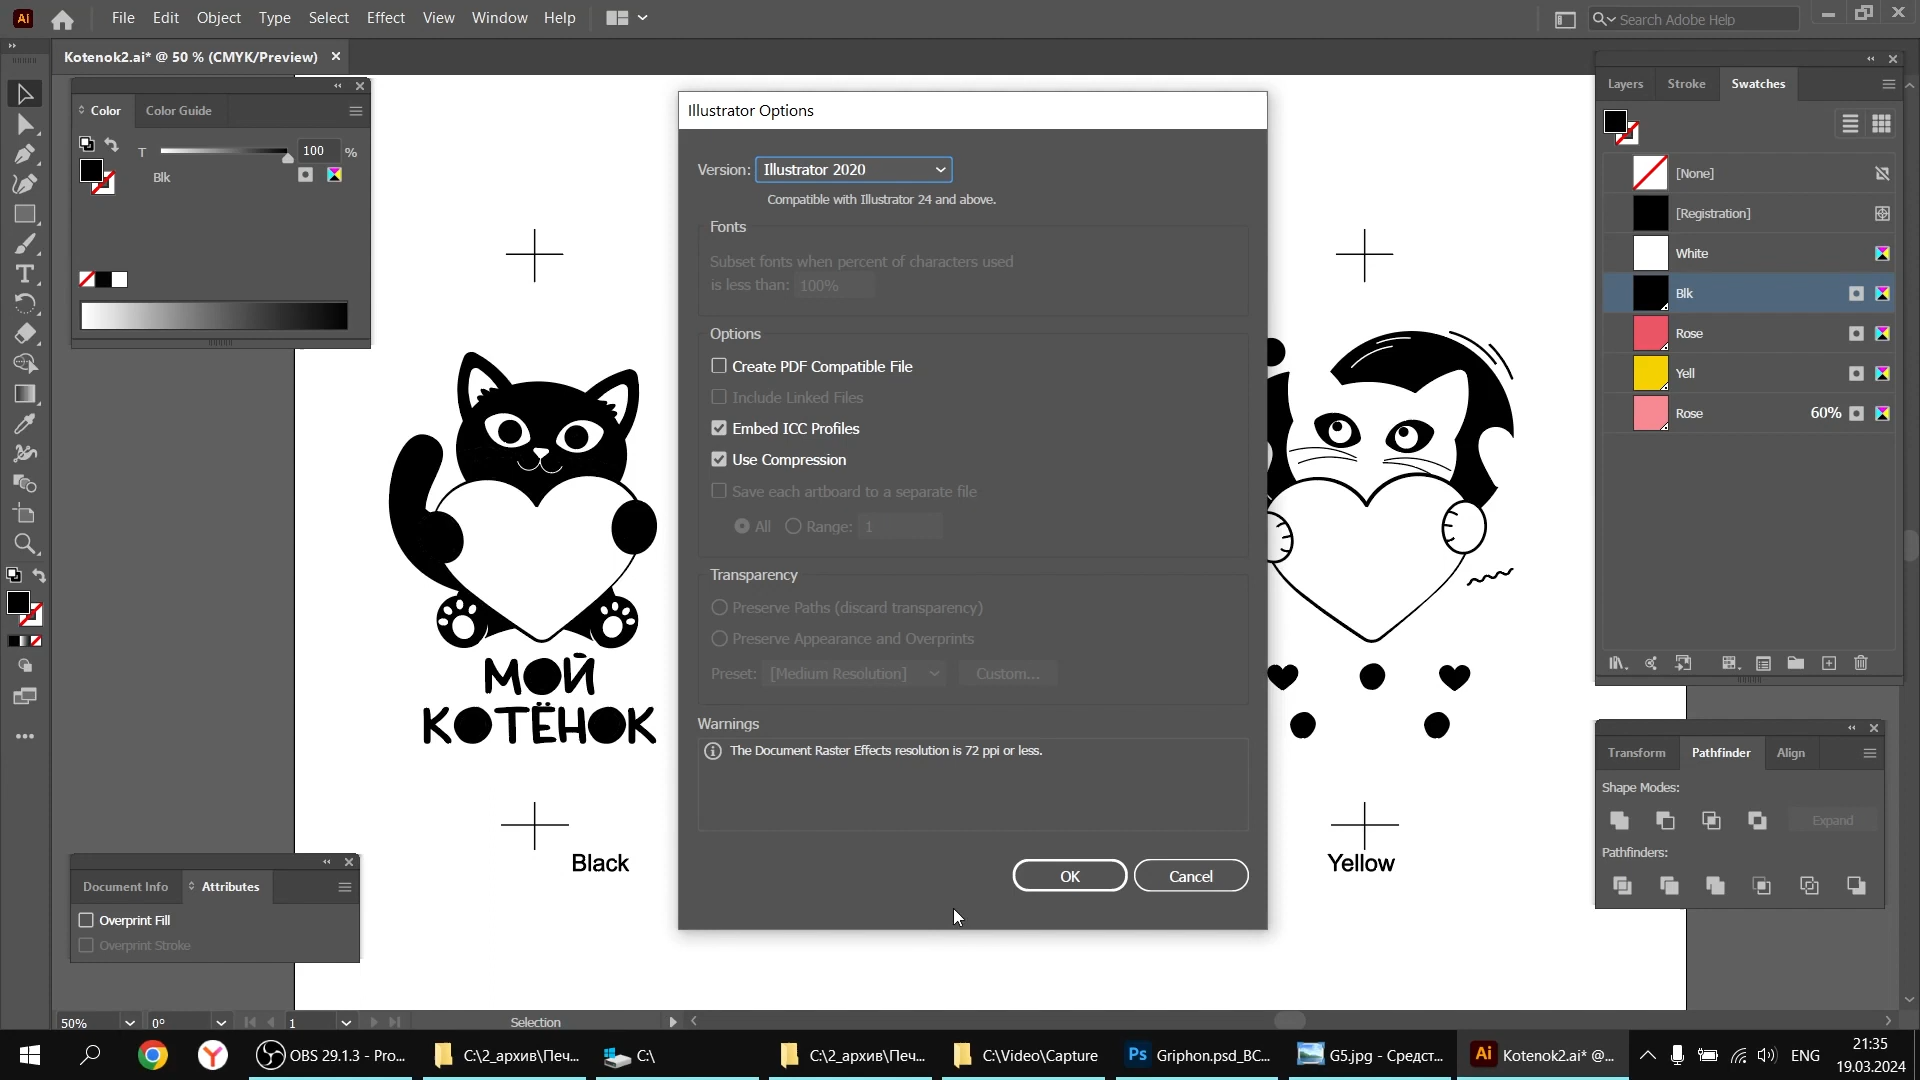 Ai File Edit Object Type Select Effect View Window Help Search Adobe Help
Kotenok2.ai* @ 50 % (CMYK/Preview)
Color Color Guide
T 100 %
Blk
Layers Stroke Swatches
[None]
[Registration]
White
Blk
Rose
Yell
Rose 60%
Illustrator Options
Version: Illustrator 2020
Compatible with Illustrator 24 and above.
Fonts
Subset fonts when percent of characters used
is less than: 100%
Options
Create PDF Compatible File
Include Linked Files
Embed ICC Profiles
Use Compression
Save each artboard to a separate file
All Range: 1
Transparency
Preserve Paths (discard transparency)
Preserve Appearance and Overprints
Preset: [Medium Resolution] Custom...
Warnings
The Document Raster Effects resolution is 72 ppi or less.
OK Cancel
МОЙ
КОТЁНОК
Black
Yellow
Transform Pathfinder Align
Shape Modes:
Expand
Pathfinders:
Document Info Attributes
Overprint Fill
Overprint Stroke
50% 0° 1 Selection
OBS 29.1.3 - Pro... C:\2_архив\Печ... C:\ C:\2_архив\Печ... C:\Video\Capture Ps Griphon.psd_BC... G5.jpg - Средст... Ai Kotenok2.ai* @... ENG
21:35
19.03.2024